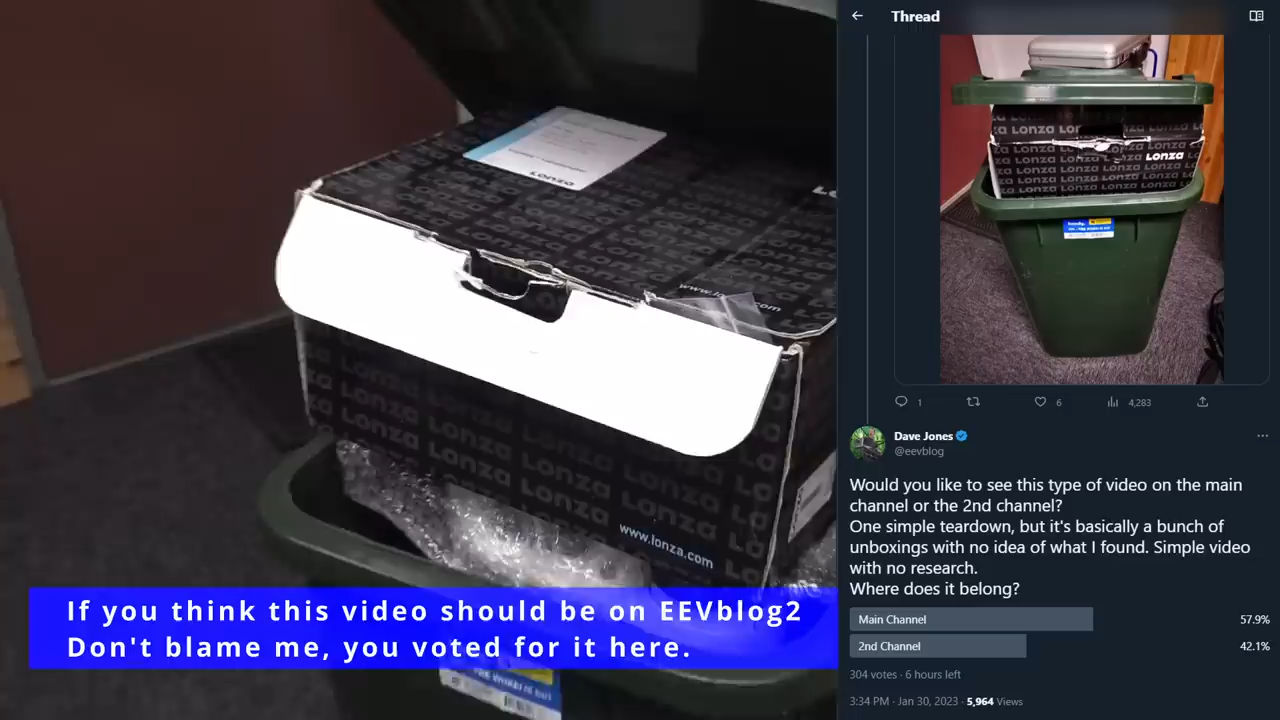 LONZA
www.lonza.com
Lonza Lonza Lonza
www.lonza.com
If you think this video should be on EEVblog2
Don't blame me, you voted for it here.
Thread
Lonza
Lonza
1
6
4,283
Dave Jones
@eevblog
Would you like to see this type of video on the main
channel or the 2nd channel?
One simple teardown, but it's basically a bunch of
unboxings with no idea of what I found. Simple video
with no research.
Where does it belong?
Main Channel 57.9%
2nd Channel 42.1%
304 votes · 6 hours left
3:34 PM · Jan 30, 2023 · 5,964 Views